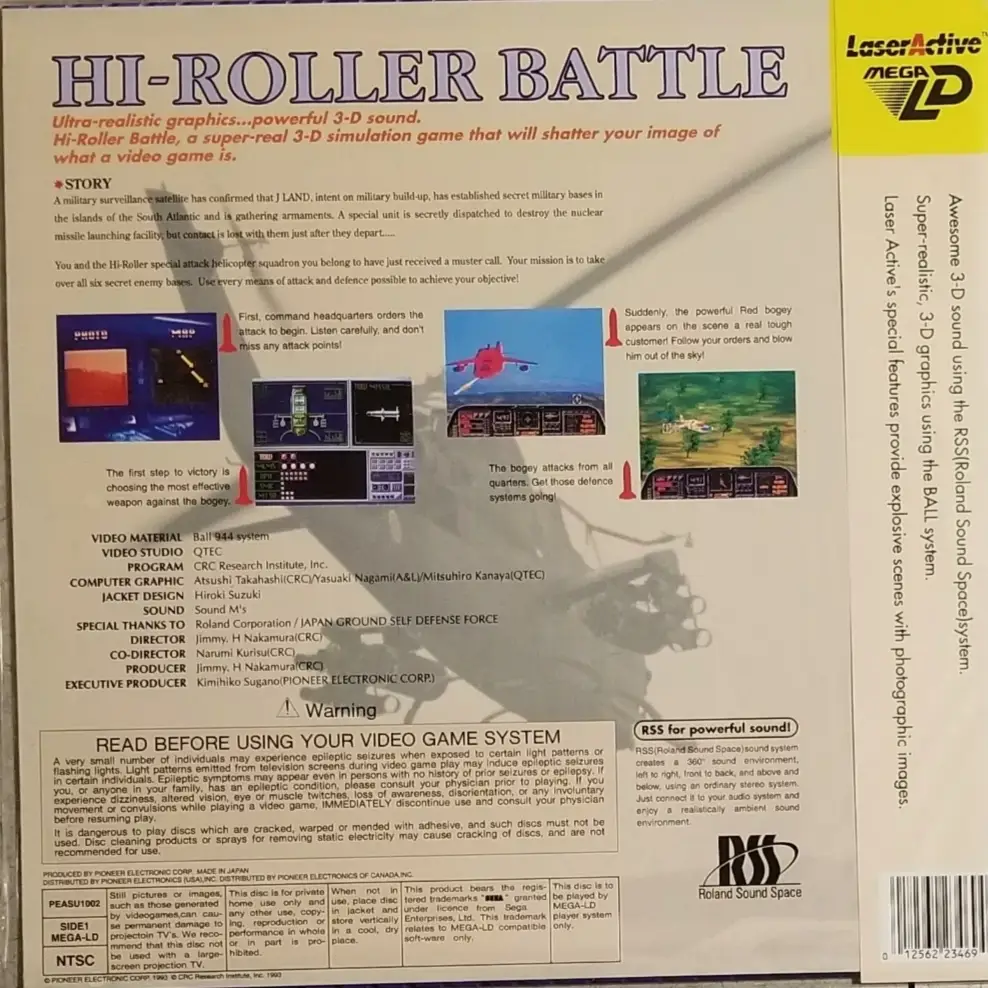 HI-ROLLER BATTLE
Ultra-realistic graphics...powerful 3-D sound.
Hi-Roller Battle, a super-real 3-D simulation game that will shatter your image of
what a video game is.
STORY
A military surveillance satellite has confirmed that J LAND, intent on military build-up, has established secret military bases in
the islands of the South Atlantic and is gathering armaments. A special unit is secretly dispatched to destroy the nuclear
missile launching facility, but contact is lost with them just after they depart.....
You and the Hi-Roller special attack helicopter squadron you belong to have just received a muster call. Your mission is to take
over all six secret enemy bases. Use every means of attack and defence possible to achieve your objective!
PHOTO MAP
First, command headquarters orders the
attack to begin. Listen carefully, and don't
miss any attack points!
Suddenly, the powerful Red bogey
appears on the scene a real tough
customer! Follow your orders and blow
him out of the sky!
The first step to victory is
choosing the most effective
weapon against the bogey.
The bogey attacks from all
quarters. Get those defence
systems going!
VIDEO MATERIAL Ball 944 system
VIDEO STUDIO QTEC
PROGRAM CRC Research Institute, Inc.
COMPUTER GRAPHIC Atsushi Takahashi(CRC)/Yasuaki Nagami(A&L)/Mitsuhiro Kanaya(QTEC)
JACKET DESIGN Hiroki Suzuki
SOUND Sound M's
SPECIAL THANKS TO Roland Corporation / JAPAN GROUND SELF DEFENSE FORCE
DIRECTOR Jimmy. H Nakamura(CRC)
CO-DIRECTOR Narumi Kurisu(CRC)
PRODUCER Jimmy. H Nakamura(CRC)
EXECUTIVE PRODUCER Kimihiko Sugano(PIONEER ELECTRONIC CORP.)
Warning
READ BEFORE USING YOUR VIDEO GAME SYSTEM
A very small number of individuals may experience epileptic seizures when exposed to certain light patterns or
flashing lights. Light patterns emitted from television screens during video game play may induce epileptic seizures
in certain individuals. Epileptic symptoms may appear even in persons with no history of prior seizures or epilepsy. If
you, or anyone in your family, has an epileptic condition, please consult your physician prior to playing. If you
experience dizziness, altered vision, eye or muscle twitches, loss of awareness, disorientation, or any involuntary
movement or convulsions while playing a video game, IMMEDIATELY discontinue use and consult your physician
before resuming play.
It is dangerous to play discs which are cracked, warped or mended with adhesive, and such discs must not be
used. Disc cleaning products or sprays for removing static electricity may cause cracking of discs, and are not
recommended for use.
RSS for powerful sound!
RSS(Roland Sound Space)sound system
creates a 360° sound environment,
left to right, front to back, and above and
below, using an ordinary stereo system.
Just connect it to your audio system and
enjoy a realistically ambient sound
environment.
RSS
Roland Sound Space
PRODUCED BY PIONEER ELECTRONIC CORP. MADE IN JAPAN
DISTRIBUTED BY PIONEER ELECTRONICS (USA)INC. DISTRIBUTED BY PIONEER ELECTRONICS OF CANADA,INC.
PEASU1002
SIDE1
MEGA-LD
NTSC
Still pictures or images,
such as those generated
by videogames,can cau-
se permanent damage to
projectoin TV's. We reco-
mmend that this disc not
be used with a large-
screen projection TV.
This disc is for private
home use only and
any other use, copy-
ing, reproduction or
performance in whole
or in part is pro-
hibited.
When not in
use, place disc
in jacket and
store vertically
in a cool, dry
place.
This product bears the regis-
tered trademarks "SEGA" granted
under licence from Sega
Enterprises, Ltd. This trademark
relates to MEGA-LD compatible
soft-ware only.
This disc is to
be played by
MEGA-LD
player system
only.
© PIONEER ELECTRONIC CORP. 1993 © CRC Research Institute, Inc. 1993
LaserActive™
MEGA LD
Awesome 3-D sound using the RSS(Roland Sound Space)system.
Super-realistic, 3-D graphics using the BALL system.
Laser Active's special features provide explosive scenes with photographic images.
0 12562 23469